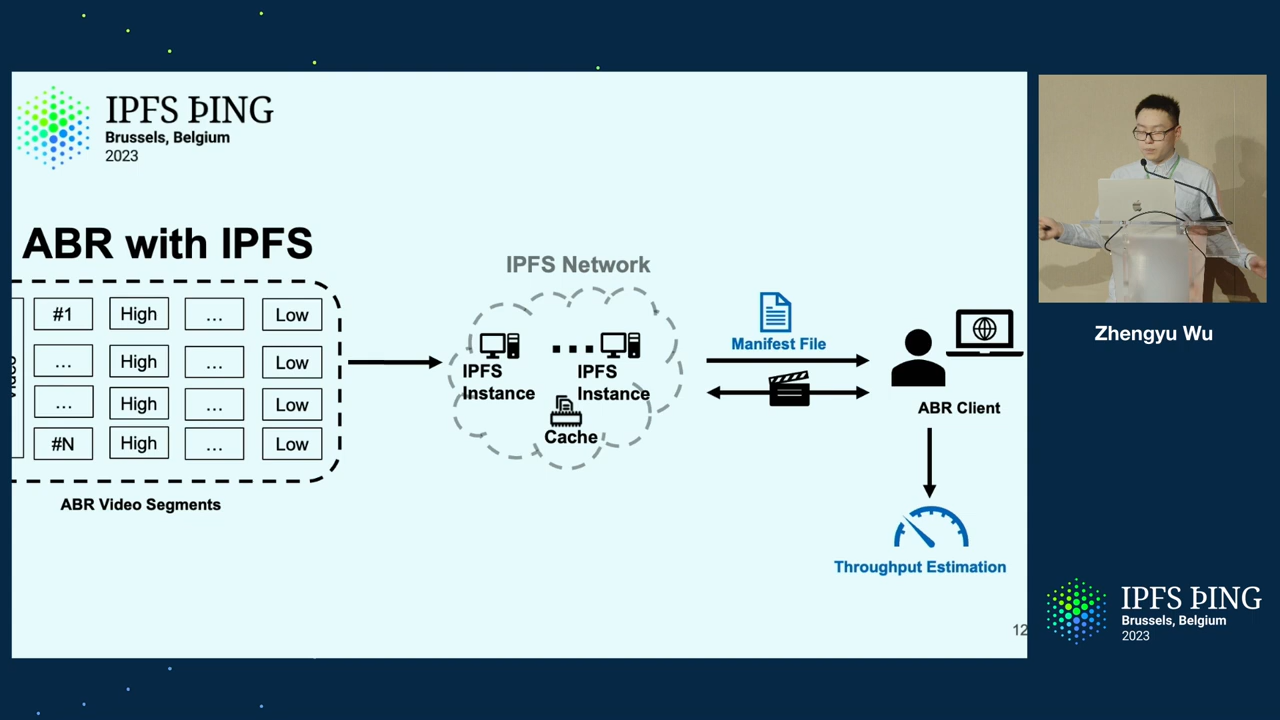 IPFS ÞING
Brussels, Belgium
2023
ABR with IPFS
#1 High ... Low
... High ... Low
... High ... Low
#N High ... Low
ABR Video Segments
IPFS Network
IPFS Instance
IPFS Instance
Cache
Manifest File
ABR Client
Throughput Estimation
12
Zhengyu Wu
IPFS ÞING
Brussels, Belgium
2023